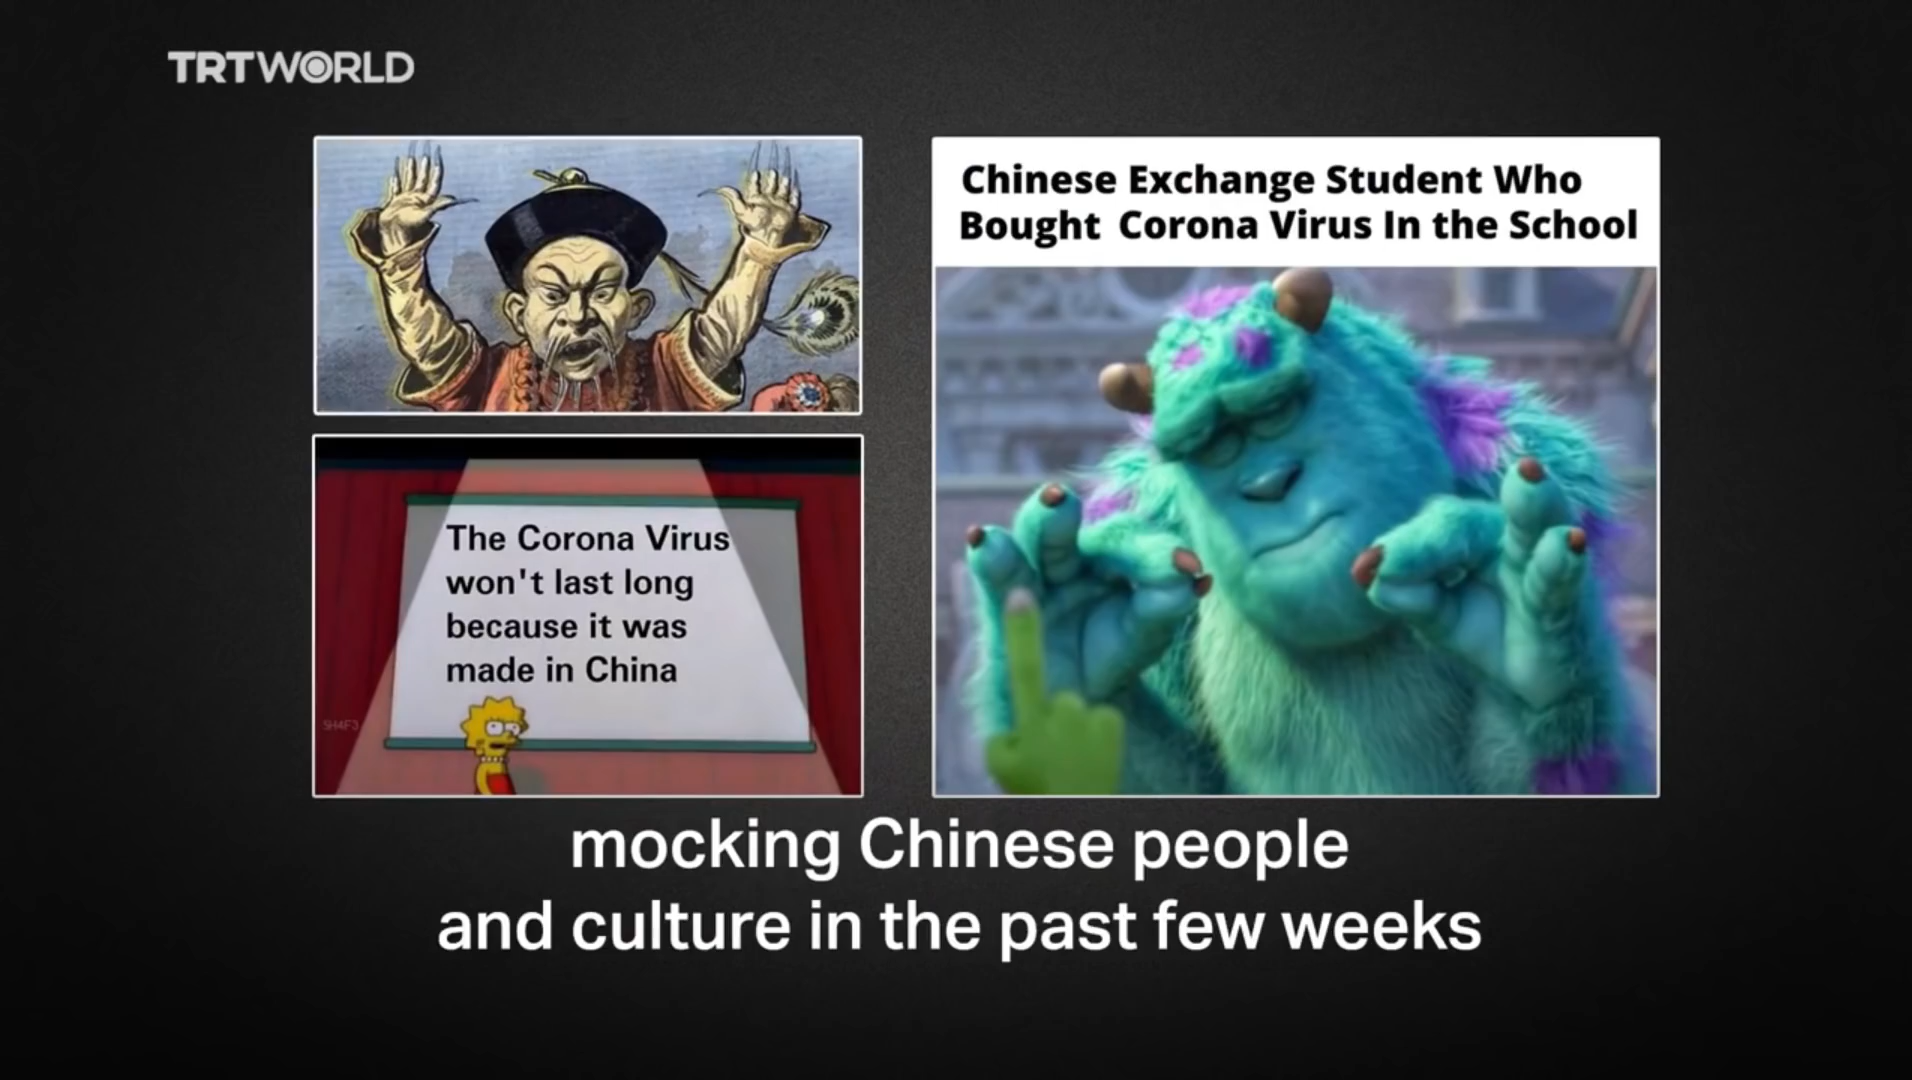 TRTWORLD
Chinese Exchange Student Who
Bought Corona Virus In the School
The Corona Virus
won't last long
because it was
made in China
SH4F3
mocking Chinese people
and culture in the past few weeks